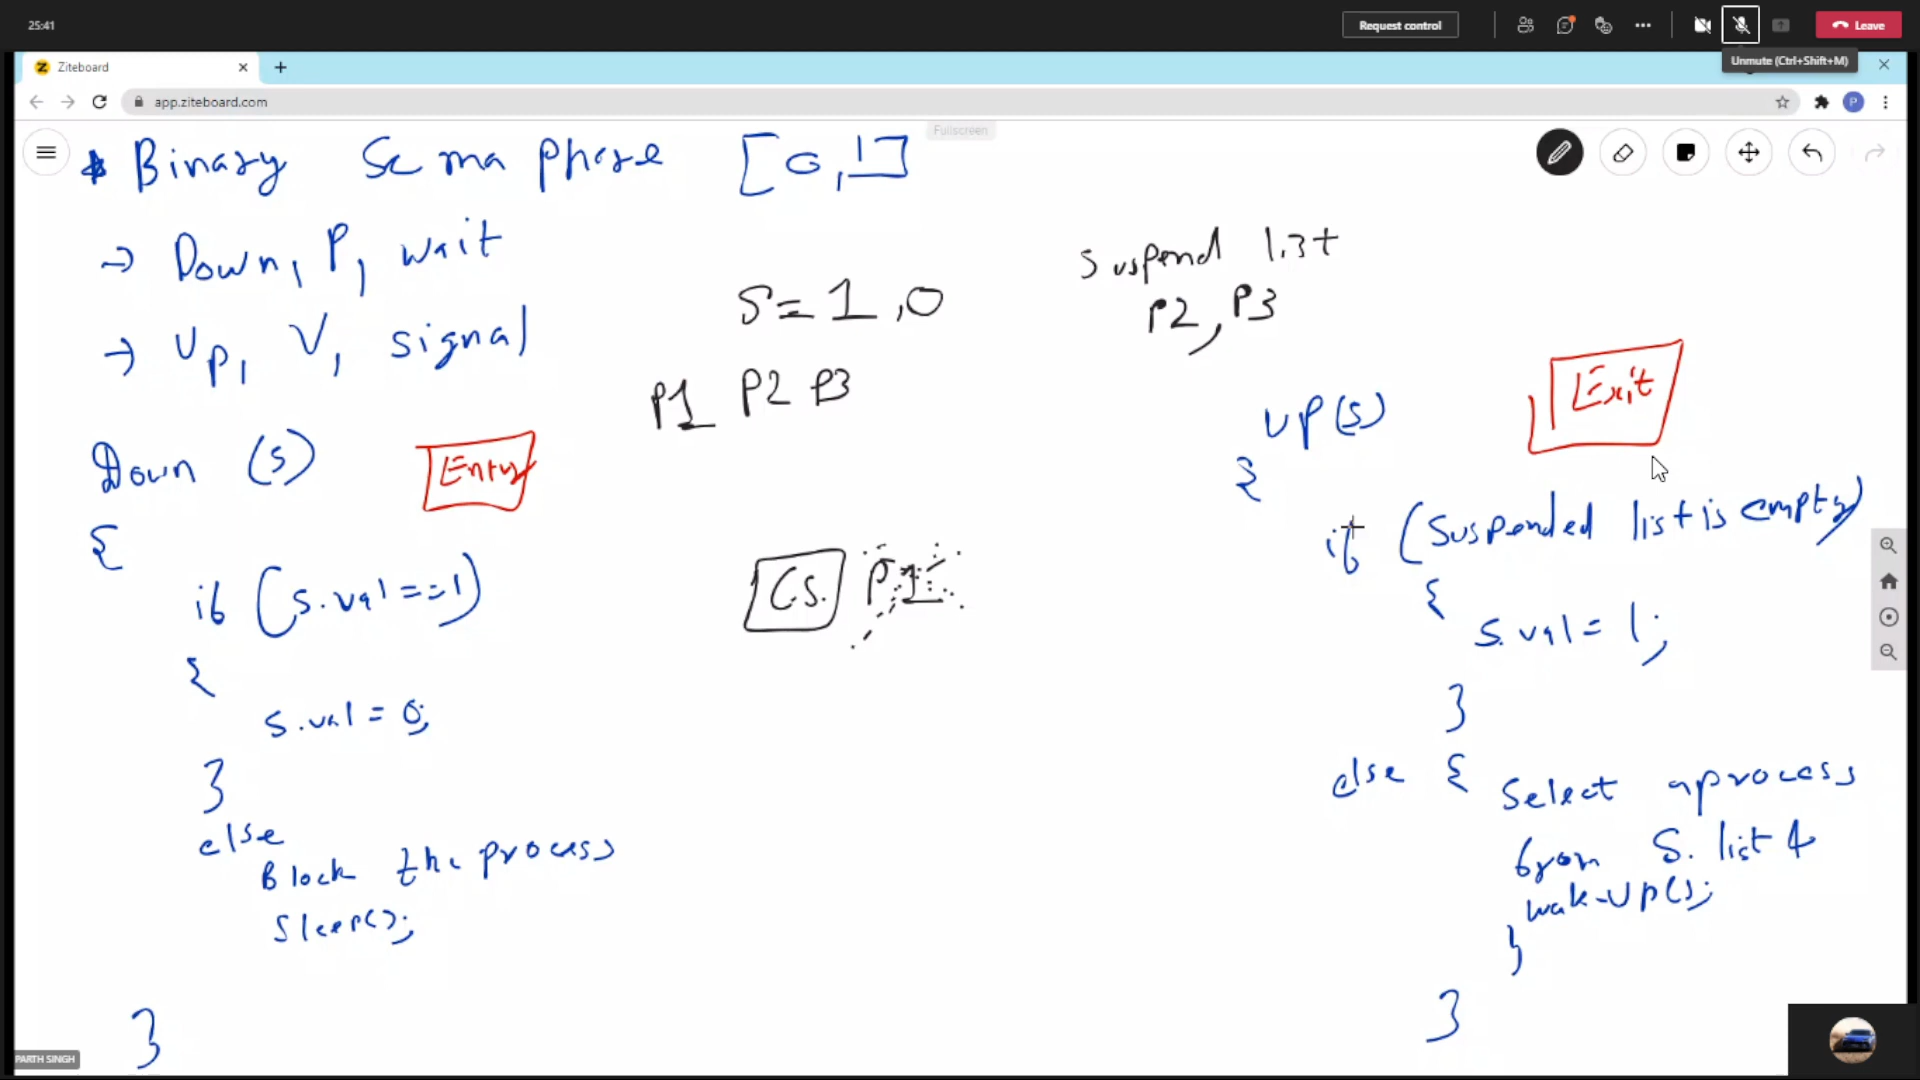 25:41
Request control
Leave
Ziteboard
Unmute (Ctrl+Shift+M)
app.ziteboard.com
P
Fullscreen
Binary Semaphore [0,1]
→ Down, P, wait
→ Up, V, signal
S = 1, 0
P1 P2 P3
Suspend list
P2, P3
Down (s)
Entry
{
if (s.val == 1)
{
s.val = 0;
}
else
Block the process
sleep();
}
C.S. P1
Up(s)
Exit
{
if (Suspended list is empty)
{
s.val = 1;
}
else {
Select a process
from S. list &
wake-up();
}
}
PARTH SINGH